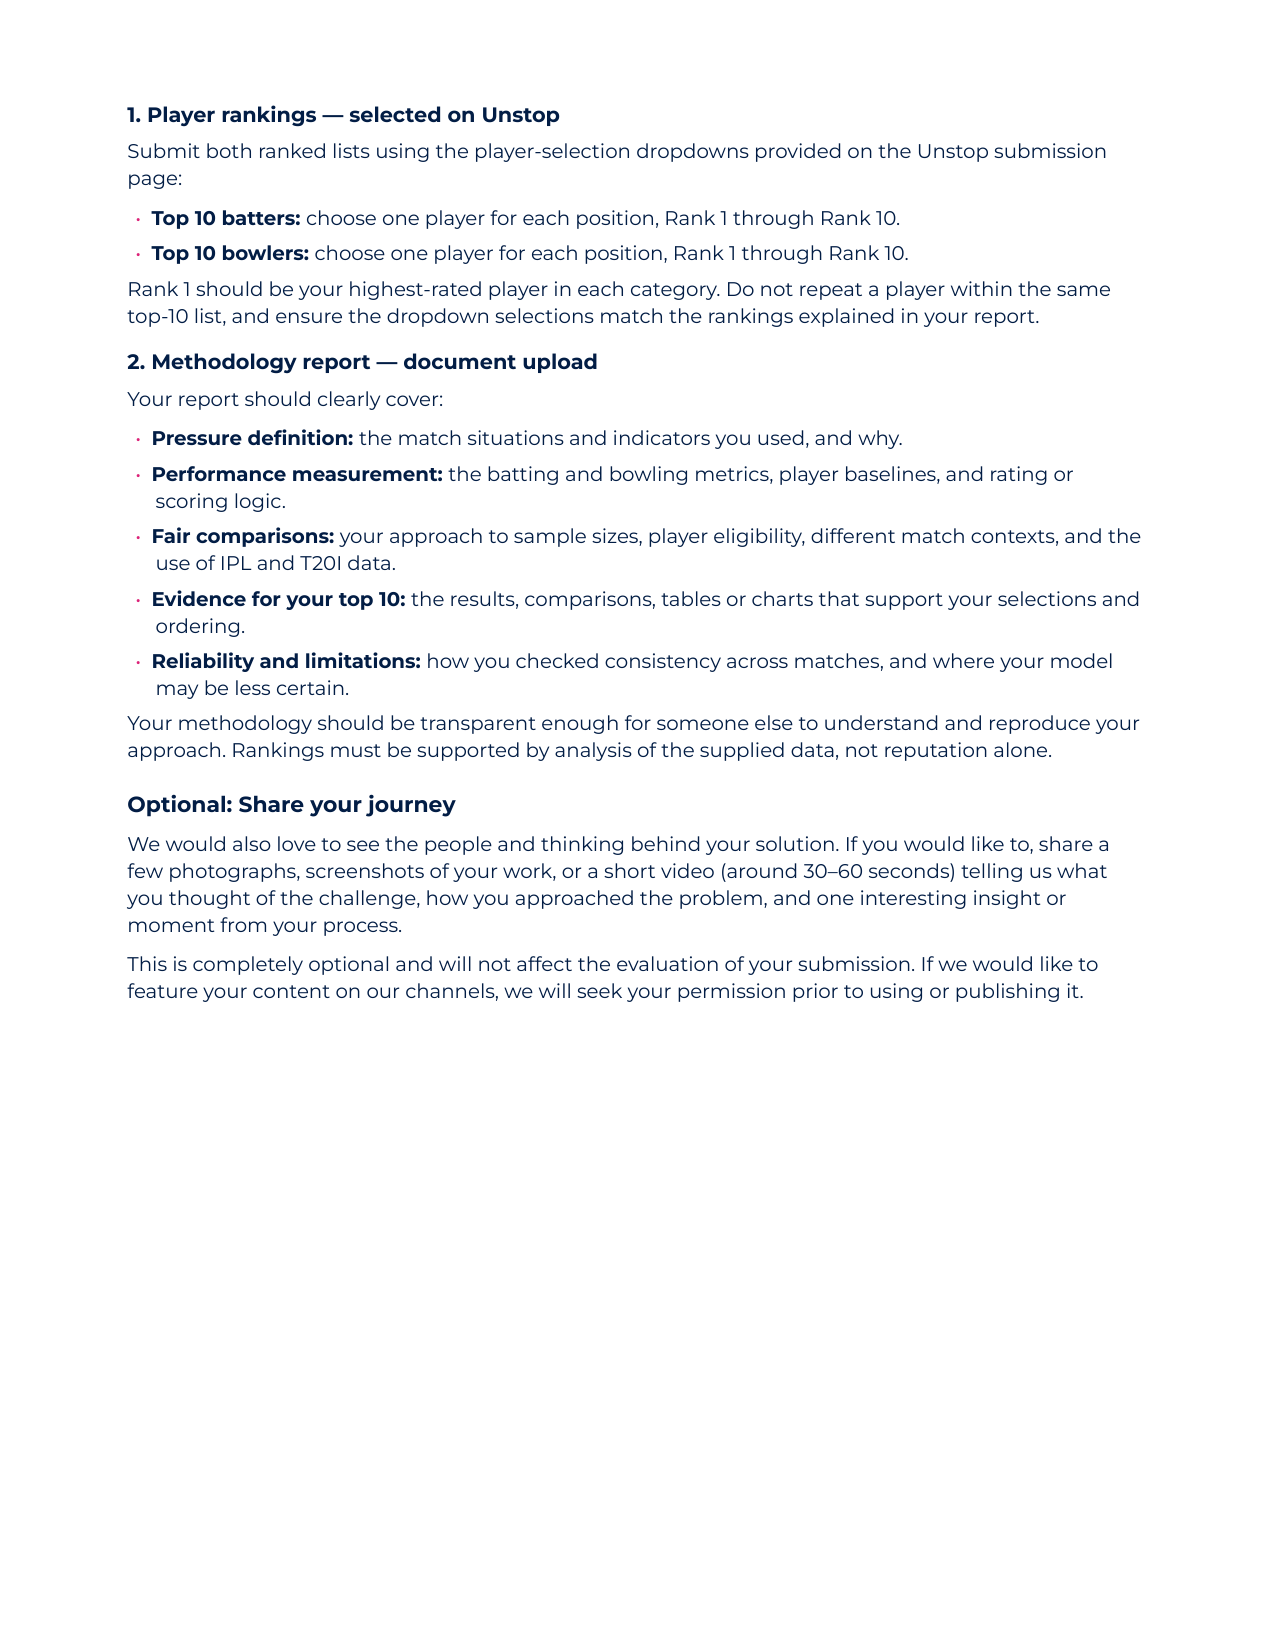 1. Player rankings — selected on Unstop
Submit both ranked lists using the player-selection dropdowns provided on the Unstop submission
page:
· Top 10 batters: choose one player for each position, Rank 1 through Rank 10.
· Top 10 bowlers: choose one player for each position, Rank 1 through Rank 10.
Rank 1 should be your highest-rated player in each category. Do not repeat a player within the same
top-10 list, and ensure the dropdown selections match the rankings explained in your report.
2. Methodology report — document upload
Your report should clearly cover:
· Pressure definition: the match situations and indicators you used, and why.
· Performance measurement: the batting and bowling metrics, player baselines, and rating or
scoring logic.
· Fair comparisons: your approach to sample sizes, player eligibility, different match contexts, and the
use of IPL and T20I data.
· Evidence for your top 10: the results, comparisons, tables or charts that support your selections and
ordering.
· Reliability and limitations: how you checked consistency across matches, and where your model
may be less certain.
Your methodology should be transparent enough for someone else to understand and reproduce your
approach. Rankings must be supported by analysis of the supplied data, not reputation alone.
Optional: Share your journey
We would also love to see the people and thinking behind your solution. If you would like to, share a
few photographs, screenshots of your work, or a short video (around 30–60 seconds) telling us what
you thought of the challenge, how you approached the problem, and one interesting insight or
moment from your process.
This is completely optional and will not affect the evaluation of your submission. If we would like to
feature your content on our channels, we will seek your permission prior to using or publishing it.